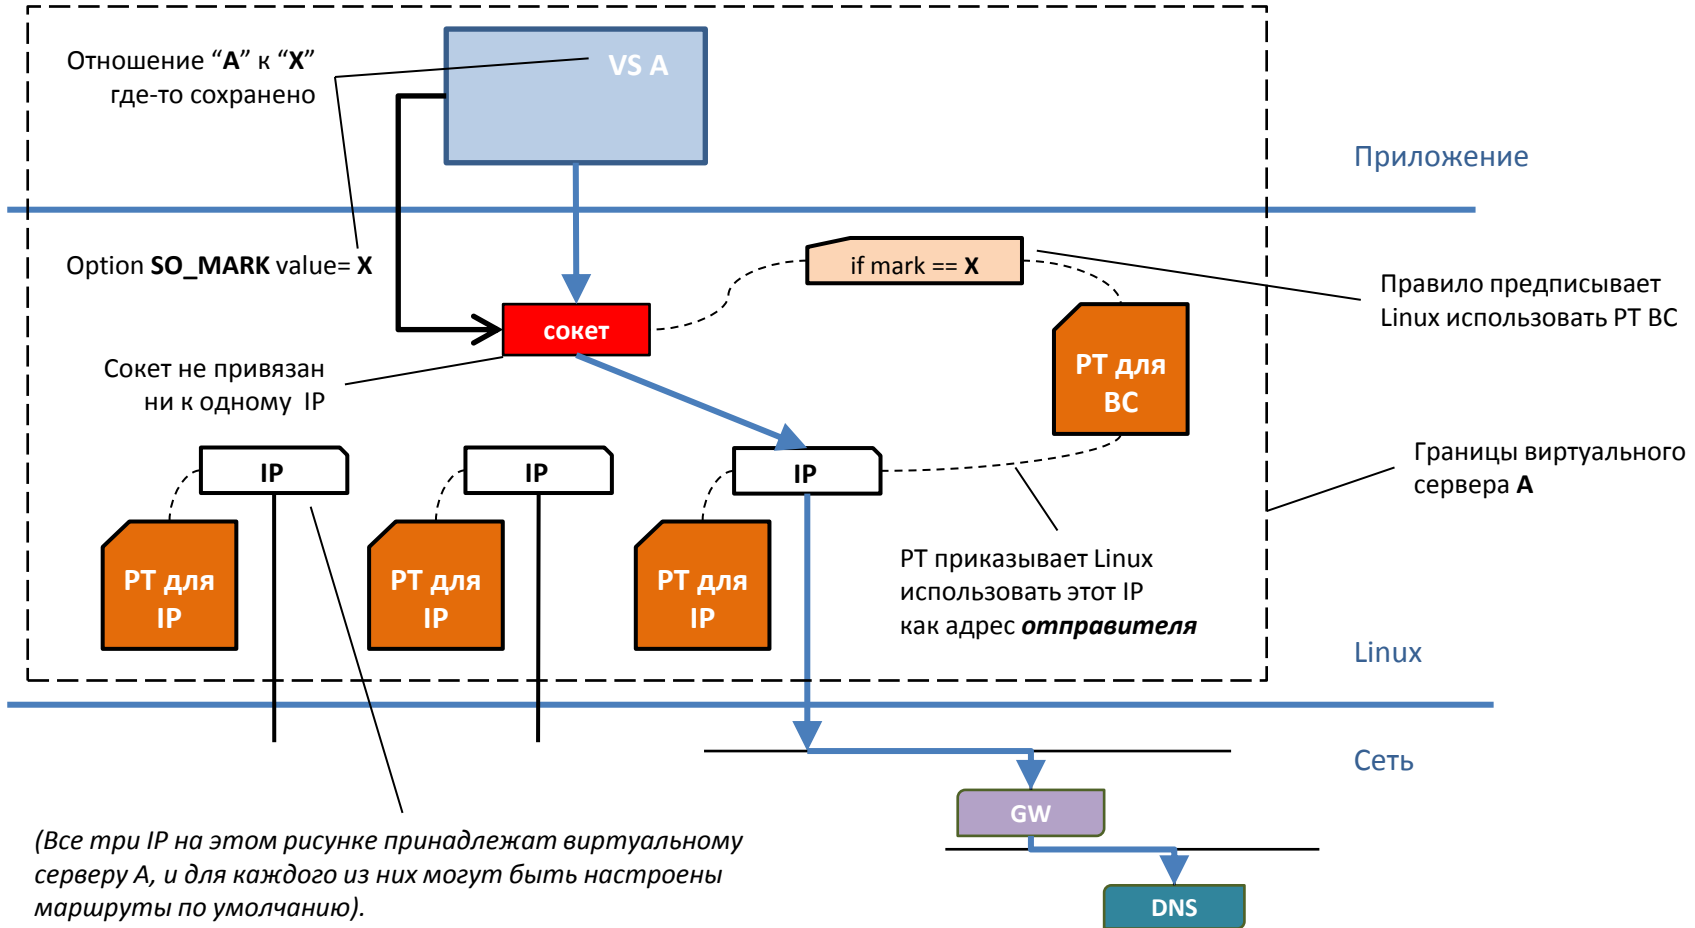 Отношение “A” к “X”
где-то сохранено
VS A
Приложение
Option SO_MARK value= X
if mark == X
Правило предписывает
Linux использовать РТ ВС
сокет
Сокет не привязан
ни к одному IP
РТ для
ВС
IP
IP
IP
Границы виртуального
сервера A
РТ для
IP
РТ для
IP
РТ для
IP
РТ приказывает Linux
использовать этот IP
как адрес отправителя
Linux
Сеть
GW
DNS
(Все три IP на этом рисунке принадлежат виртуальному
серверу A, и для каждого из них могут быть настроены
маршруты по умолчанию).